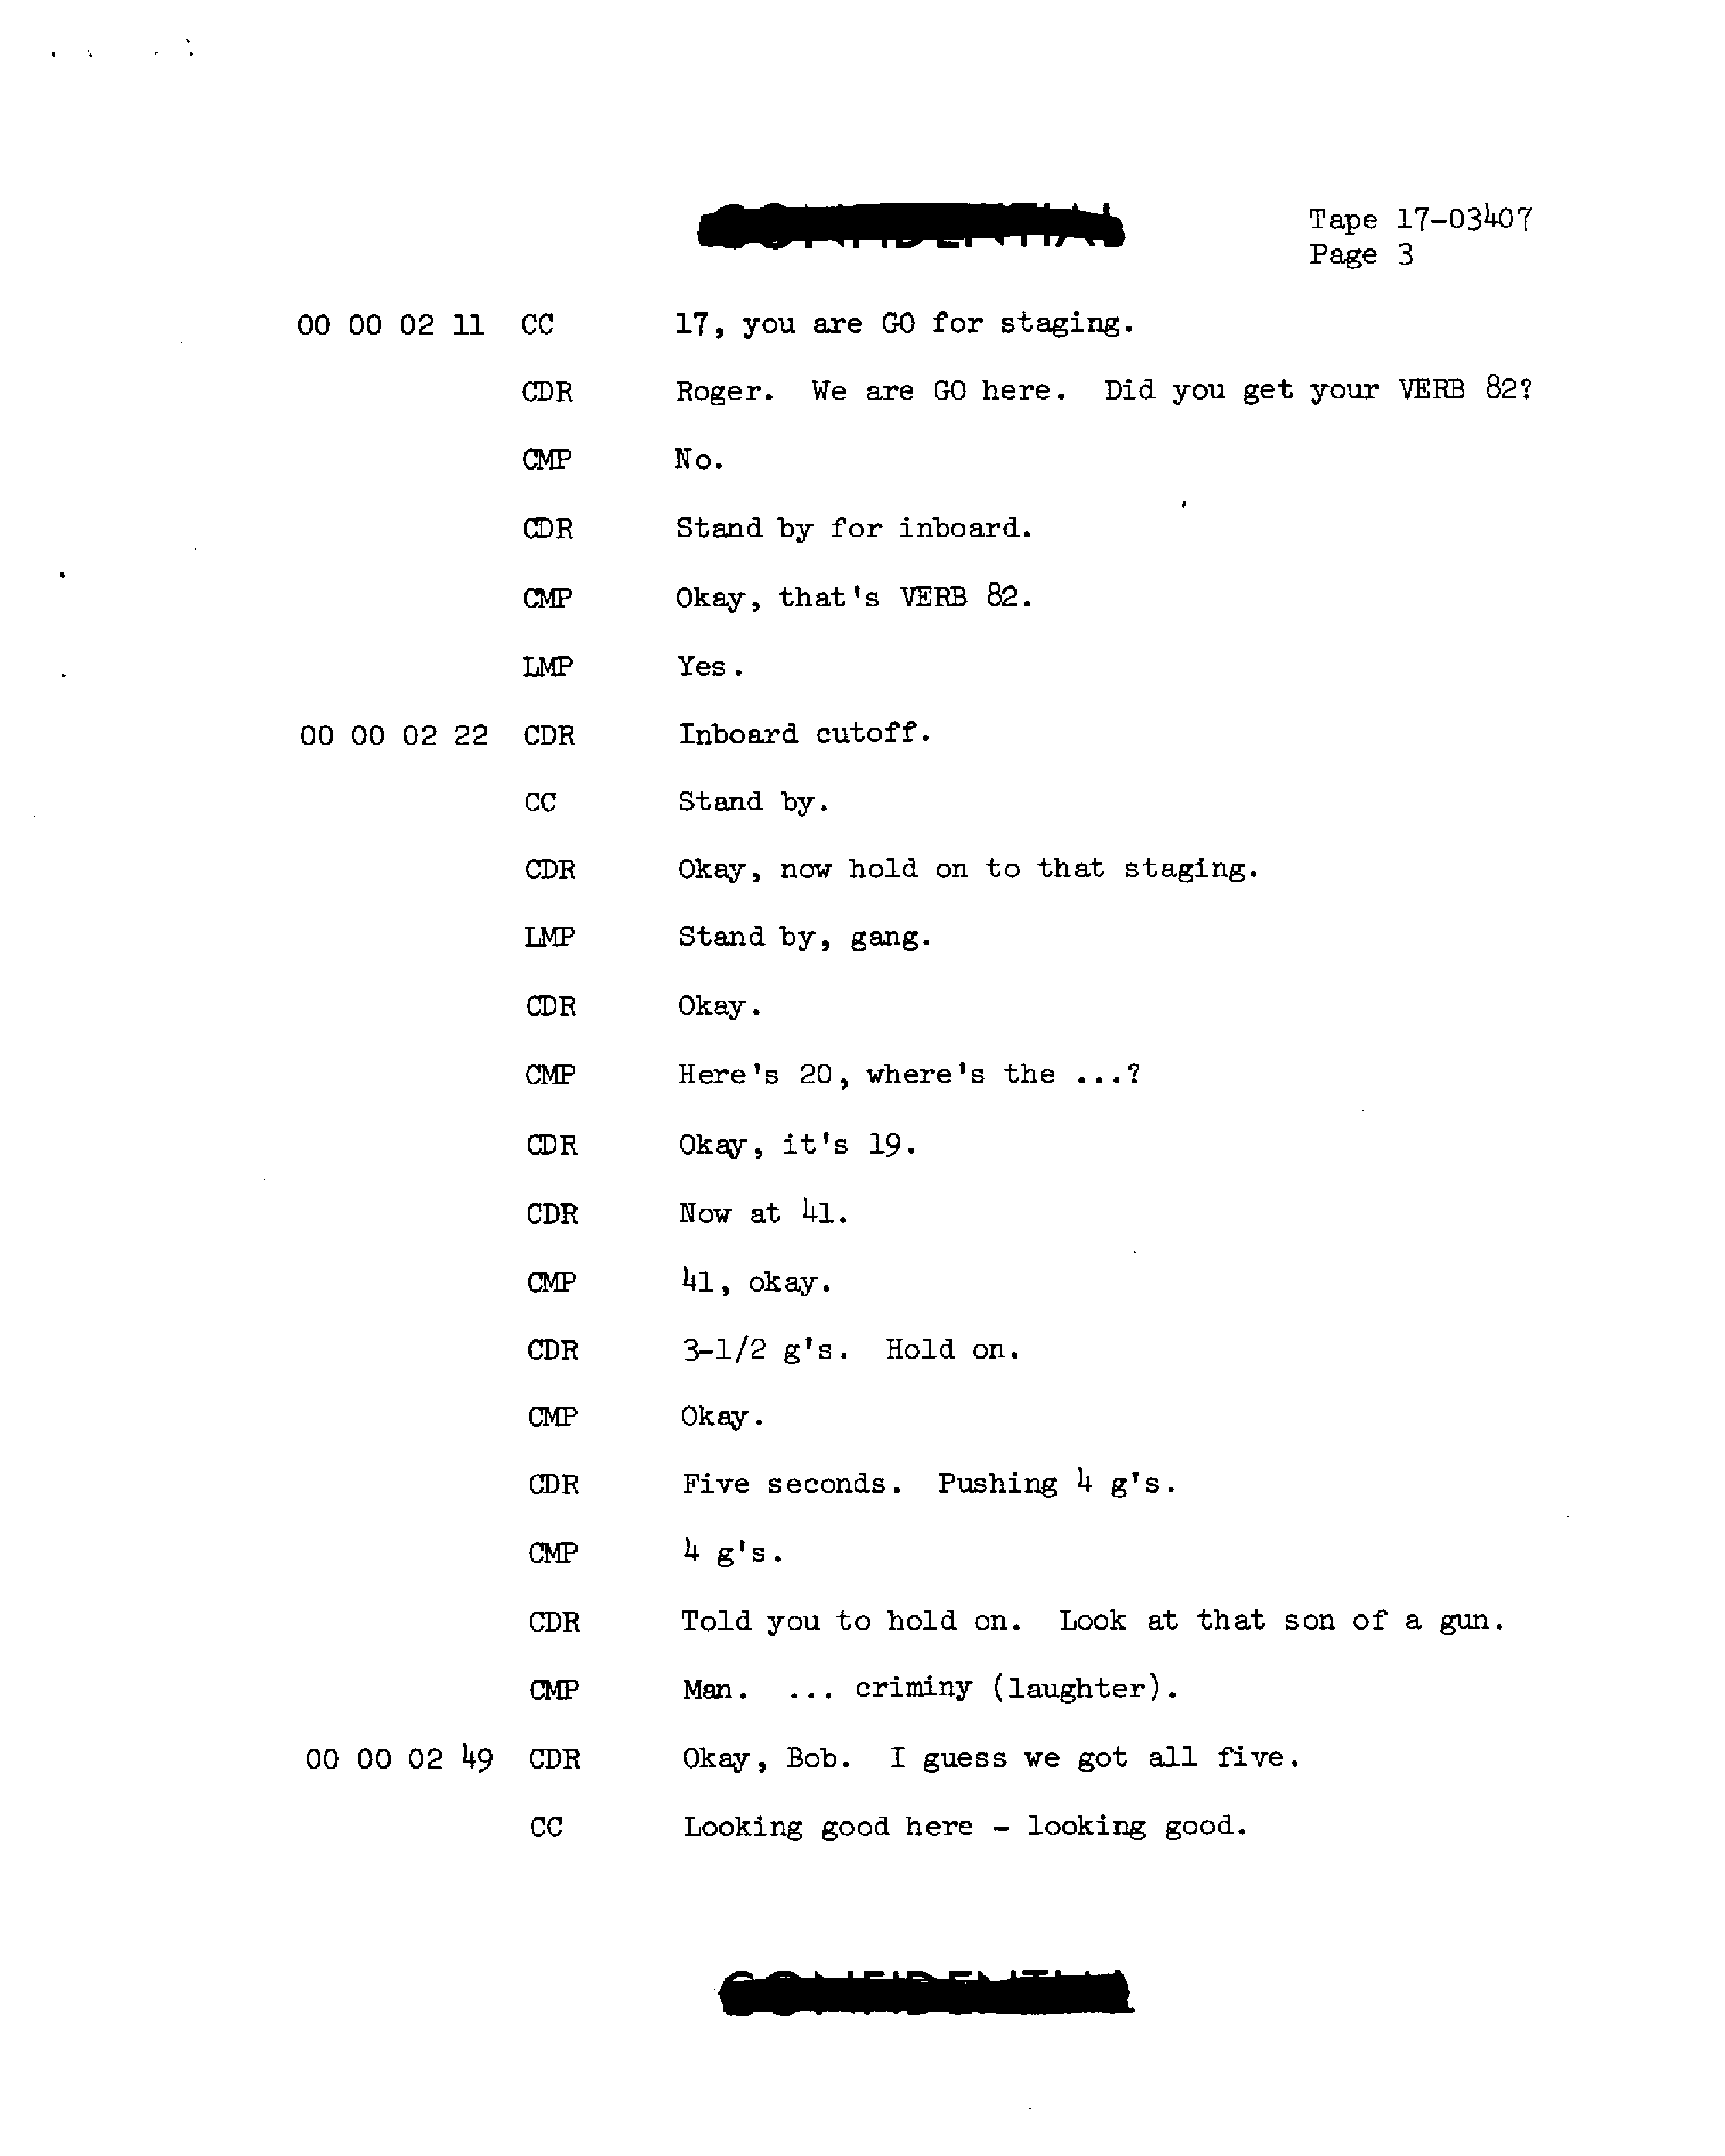 CONFIDENTIAL
Tape 17-03407
Page 3
00 00 02 11 CC 17, you are GO for staging.
CDR Roger. We are GO here. Did you get your VERB 82?
CMP No.
CDR Stand by for inboard.
CMP Okay, that's VERB 82.
LMP Yes.
00 00 02 22 CDR Inboard cutoff.
CC Stand by.
CDR Okay, now hold on to that staging.
LMP Stand by, gang.
CDR Okay.
CMP Here's 20, where's the ...?
CDR Okay, it's 19.
CDR Now at 41.
CMP 41, okay.
CDR 3-1/2 g's. Hold on.
CMP Okay.
CDR Five seconds. Pushing 4 g's.
CMP 4 g's.
CDR Told you to hold on. Look at that son of a gun.
CMP Man. ... criminy (laughter).
00 00 02 49 CDR Okay, Bob. I guess we got all five.
CC Looking good here - looking good.
CONFIDENTIAL